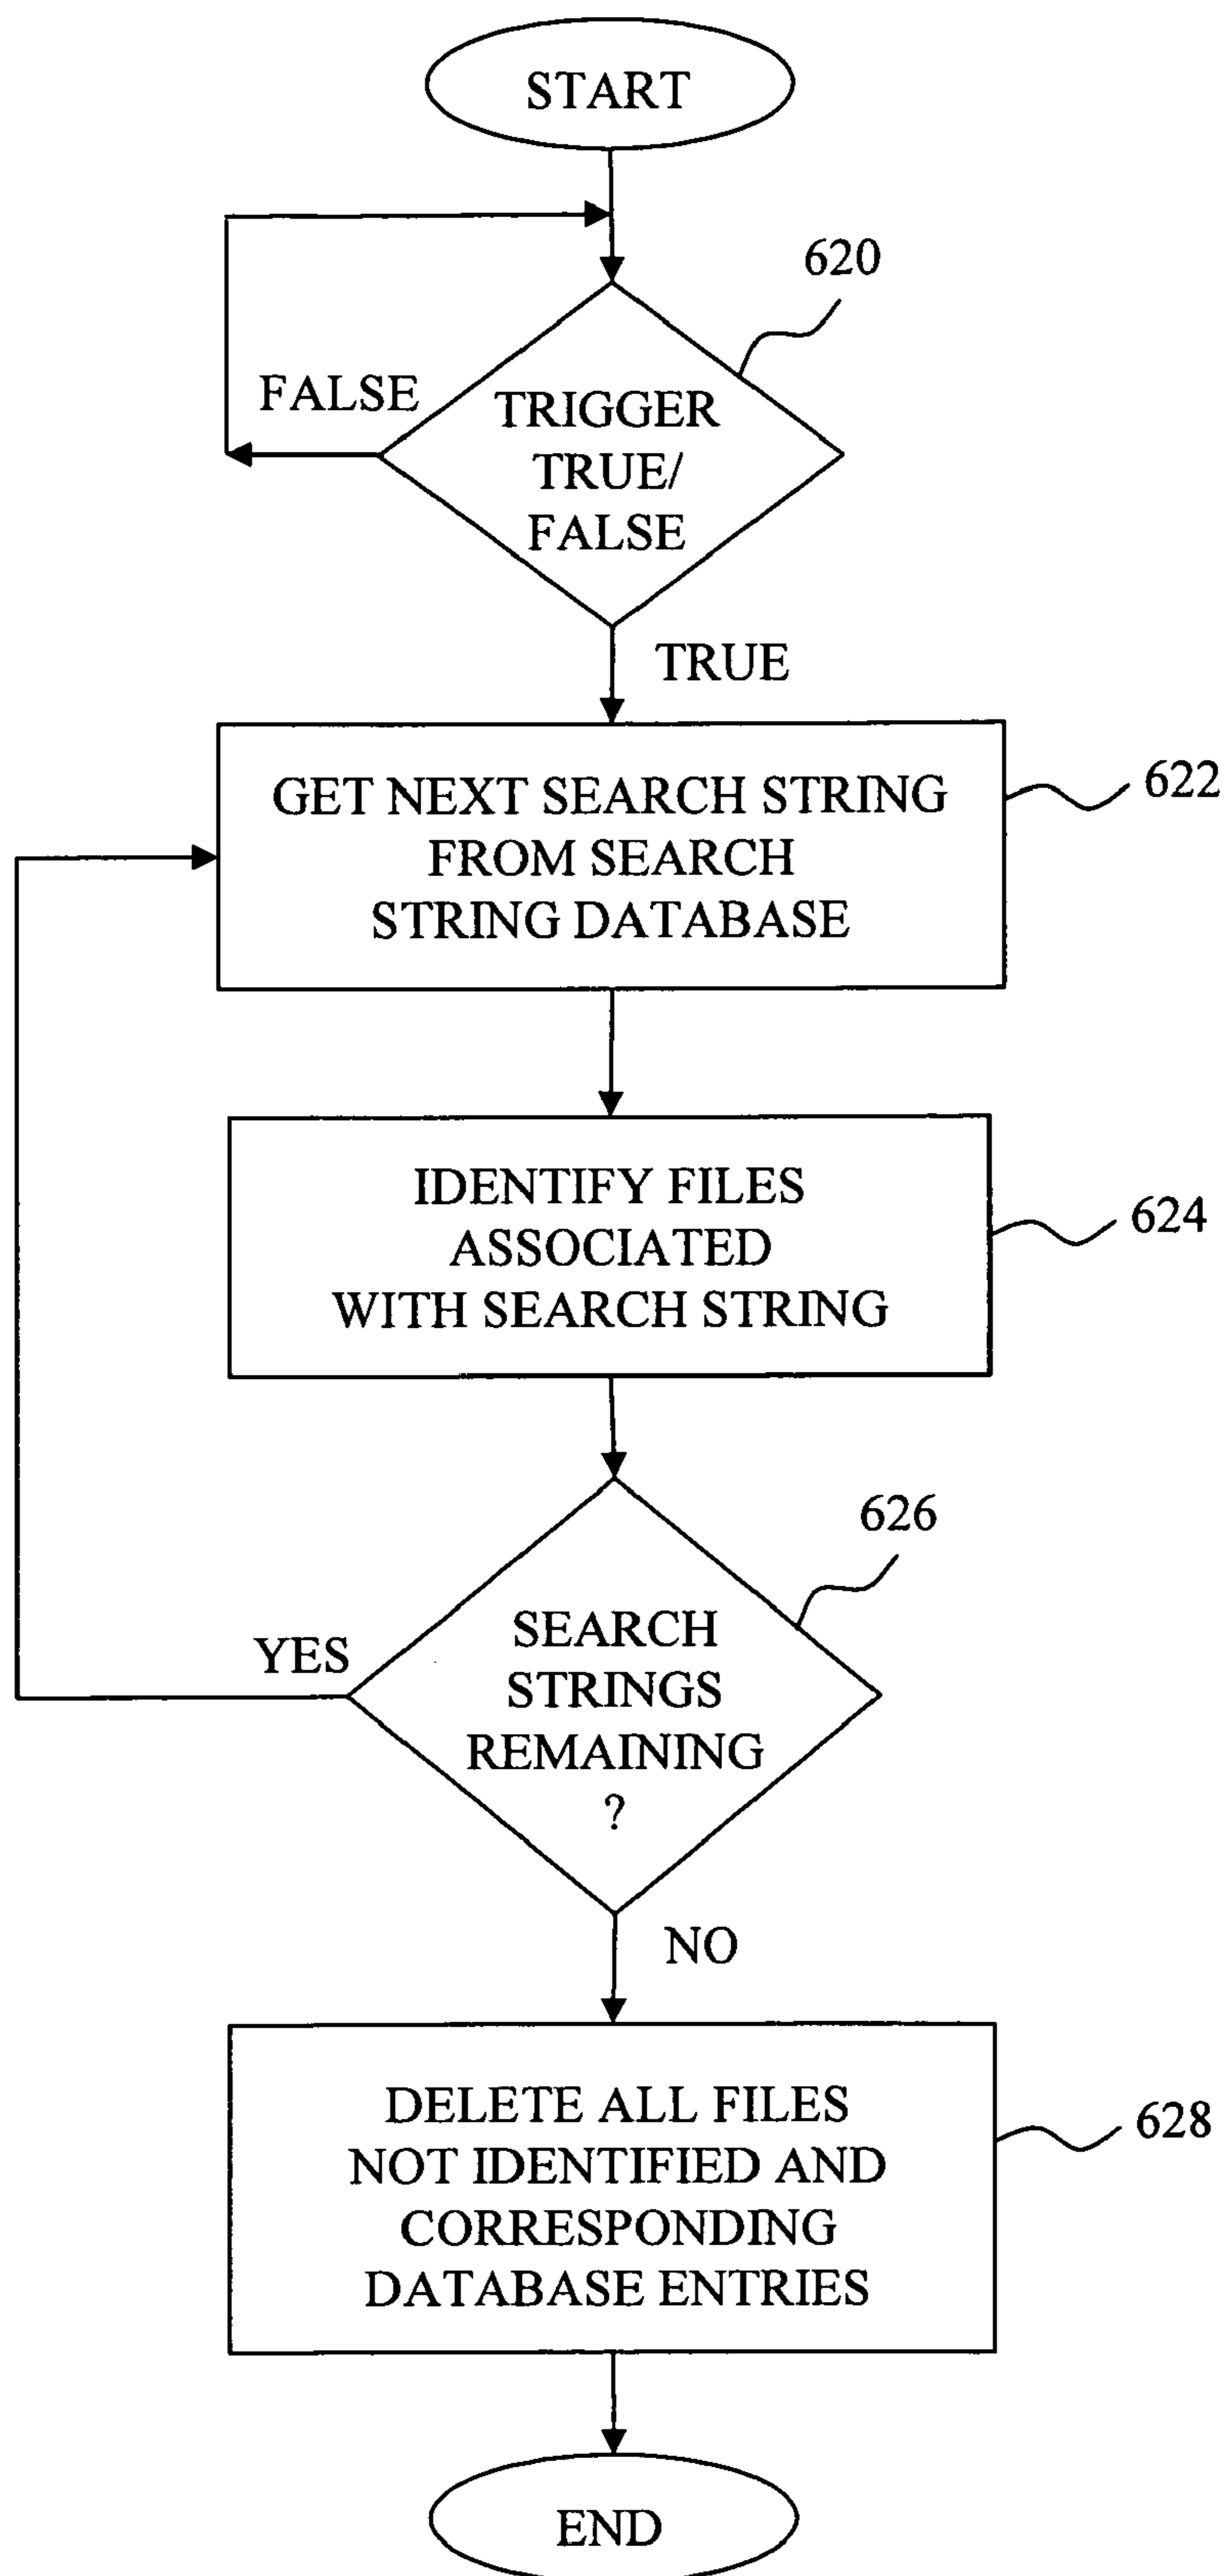 START
620
FALSE
TRIGGER
TRUE/
FALSE
TRUE
GET NEXT SEARCH STRING
FROM SEARCH
STRING DATABASE
622
IDENTIFY FILES
ASSOCIATED
WITH SEARCH STRING
624
626
YES
SEARCH
STRINGS
REMAINING
?
NO
DELETE ALL FILES
NOT IDENTIFIED AND
CORRESPONDING
DATABASE ENTRIES
628
END